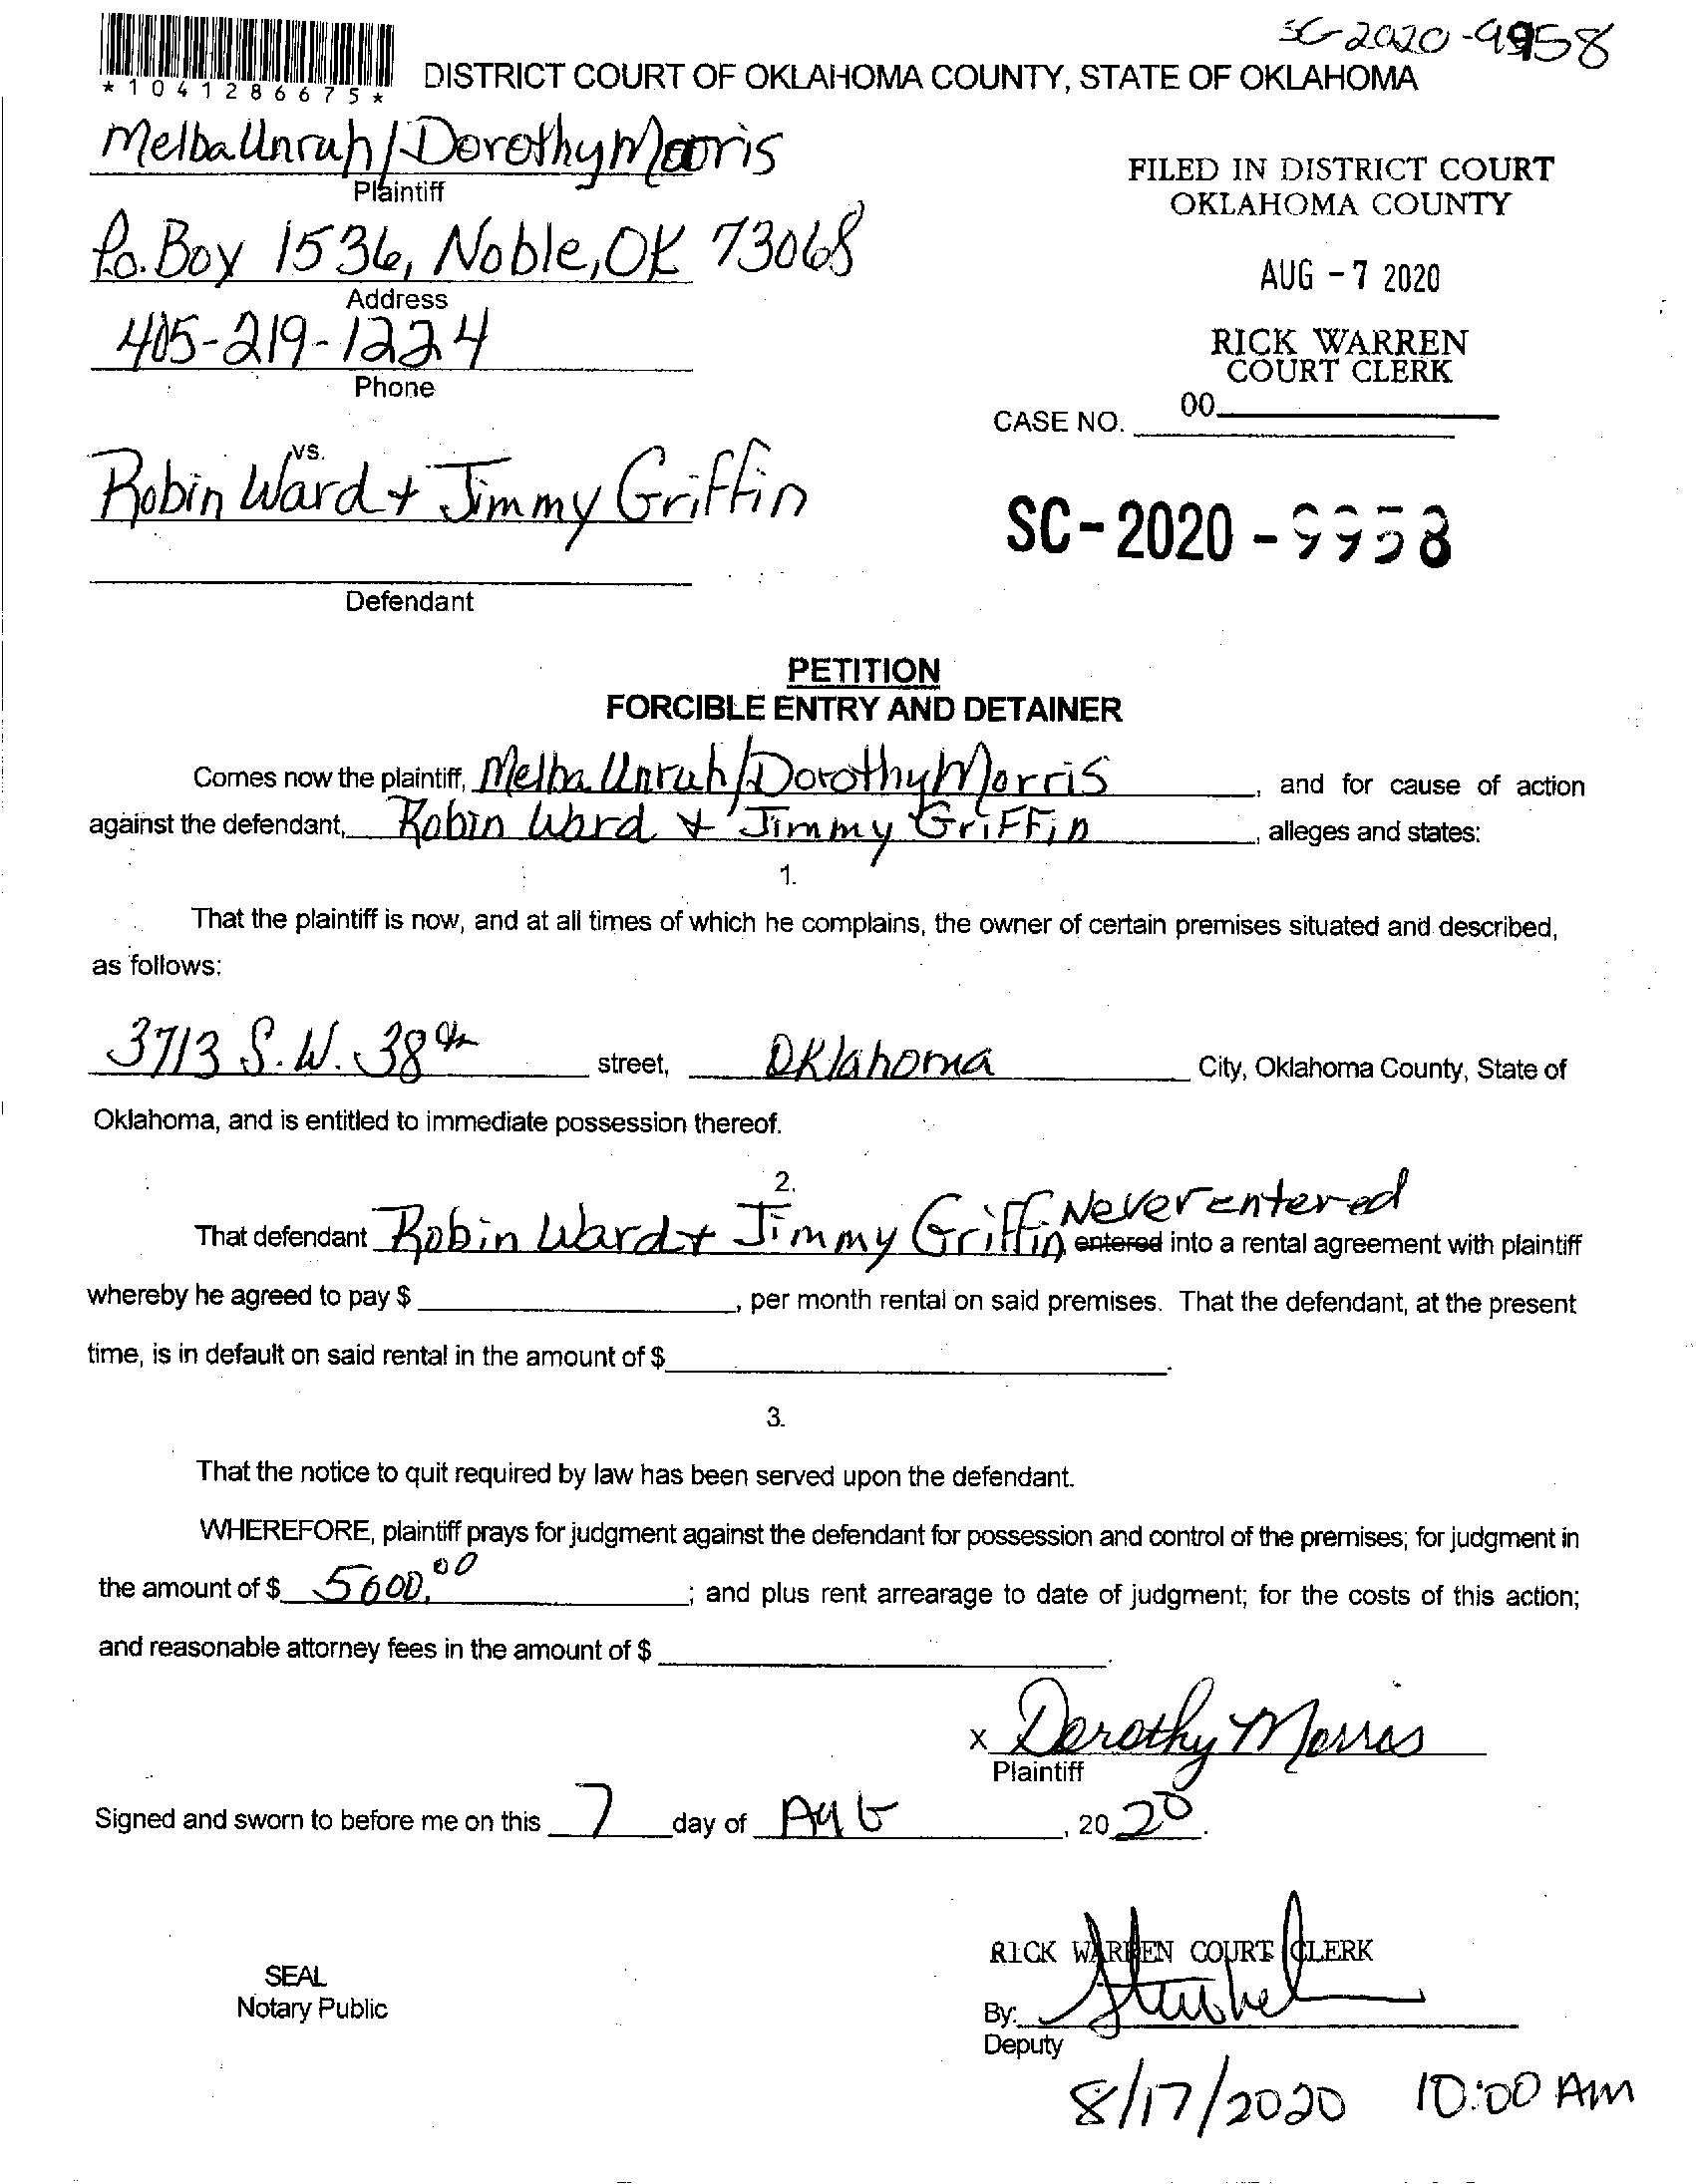 SC-2020-9958
*1041286675*
DISTRICT COURT OF OKLAHOMA COUNTY, STATE OF OKLAHOMA
Melba Unruh/Dorothy Morris
Plaintiff
FILED IN DISTRICT COURT
OKLAHOMA COUNTY
P.o. Boy 1536, Noble, OK 73068
Address
AUG - 7 2020
405-219-1224
Phone
RICK WARREN
COURT CLERK
00
CASE NO.
vs.
Robin Ward + Jimmy Griffin
SC-2020-9958
Defendant
PETITION
FORCIBLE ENTRY AND DETAINER
Comes now the plaintiff, Melba Unruh/Dorothy Morris, and for cause of action
against the defendant, Robin Ward + Jimmy Griffin, alleges and states:
1.
That the plaintiff is now, and at all times of which he complains, the owner of certain premises situated and described,
as follows:
3713 S.W. 38th street, Oklahoma City, Oklahoma County, State of
Oklahoma, and is entitled to immediate possession thereof.
2.
That defendant Robin Ward + Jimmy Griffin Never entered entered into a rental agreement with plaintiff
whereby he agreed to pay $ , per month rental on said premises. That the defendant, at the present
time, is in default on said rental in the amount of $ .
3.
That the notice to quit required by law has been served upon the defendant.
WHEREFORE, plaintiff prays for judgment against the defendant for possession and control of the premises; for judgment in
the amount of $ 5600.00 ; and plus rent arrearage to date of judgment; for the costs of this action;
and reasonable attorney fees in the amount of $ .
x Dorothy Morris
Plaintiff
Signed and sworn to before me on this 7 day of AUG, 2020.
RICK WARREN COURT CLERK
SEAL
Notary Public
By:
Deputy
8/17/2020 10:00 AM